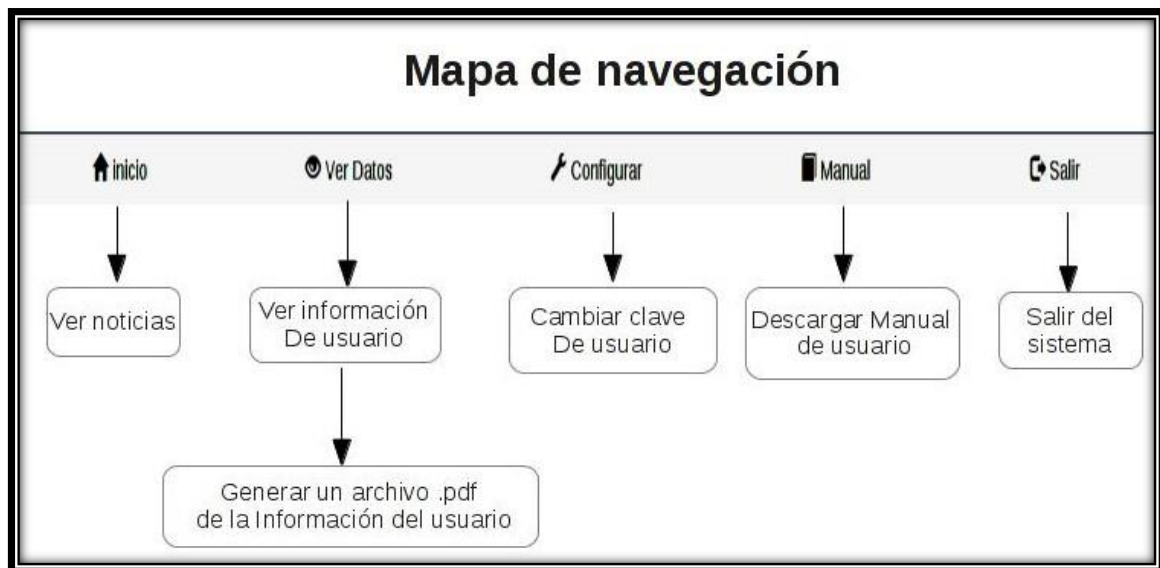 Mapa de navegación
inicio
Ver Datos
Configurar
Manual
Salir
Ver noticias
Ver información
De usuario
Cambiar clave
De usuario
Descargar Manual
de usuario
Salir del
sistema
Generar un archivo .pdf
de la Información del usuario